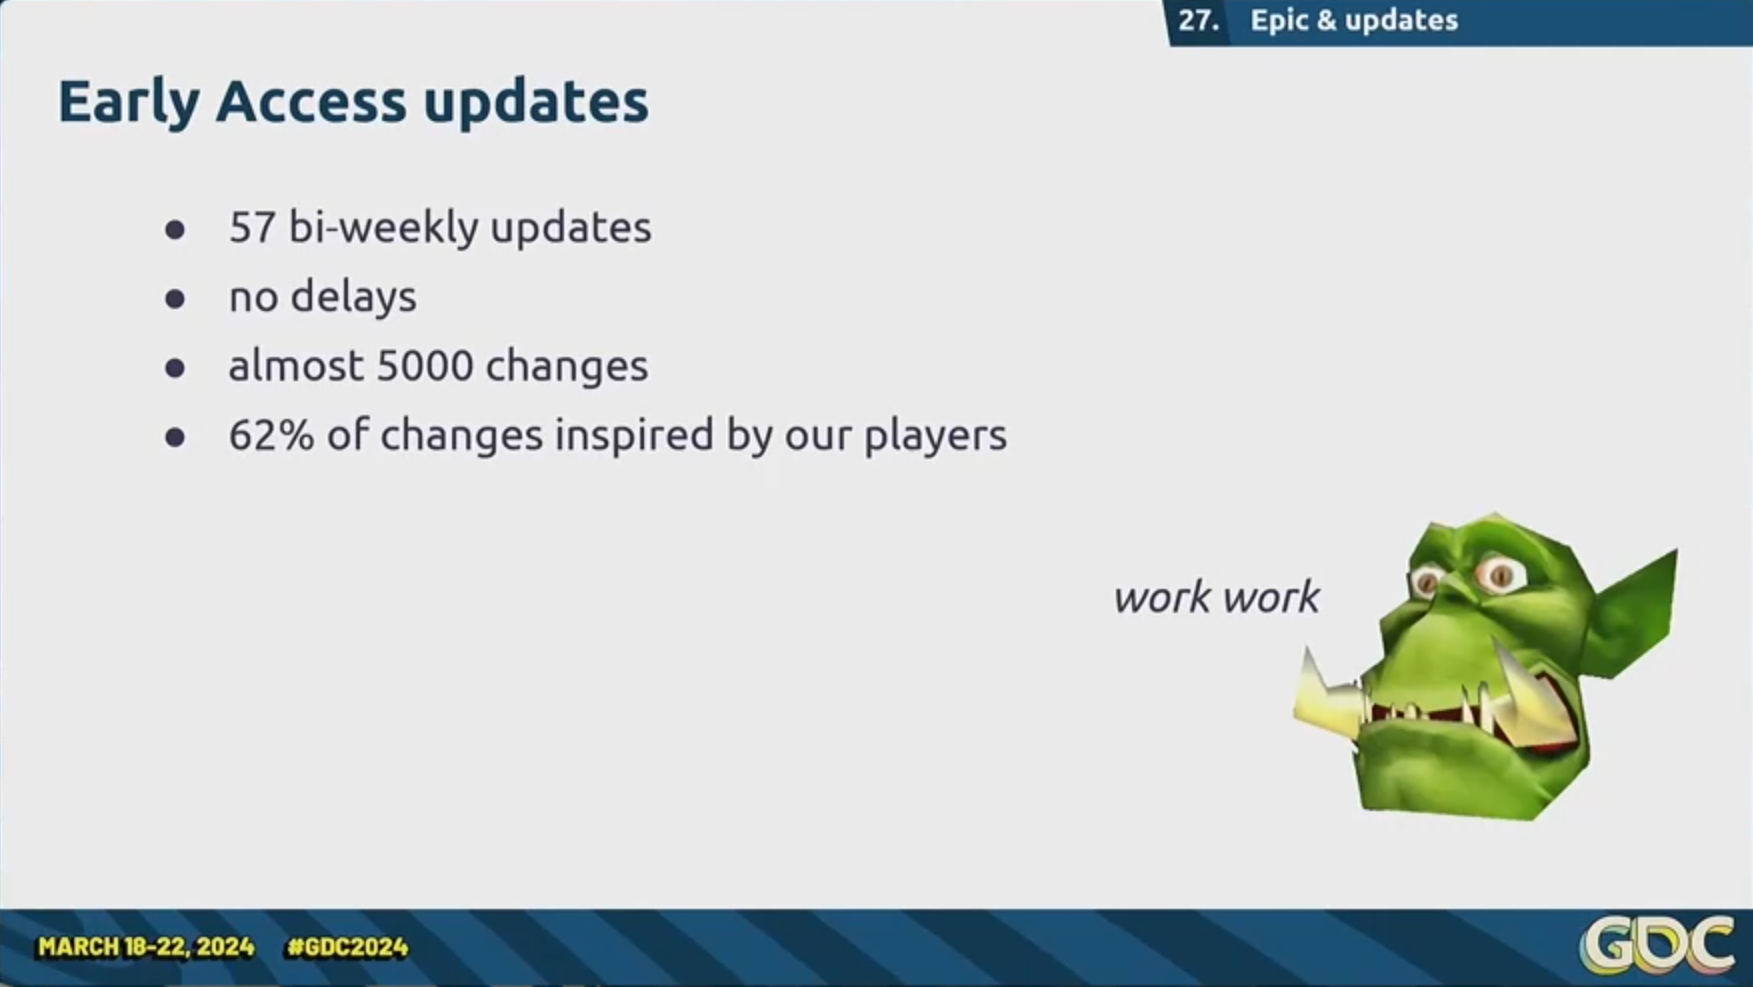 27. Epic & updates
Early Access updates
● 57 bi-weekly updates
● no delays
● almost 5000 changes
● 62% of changes inspired by our players
work work
MARCH 18-22, 2024 #GDC2024
GDC